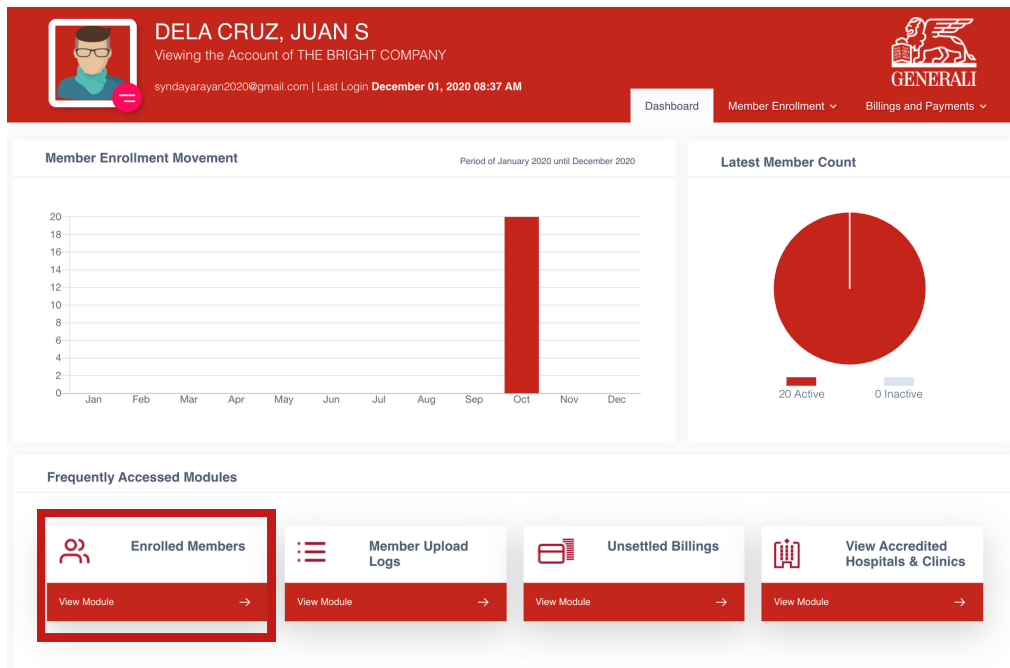 DELA CRUZ, JUAN S
Viewing the Account of THE BRIGHT COMPANY
syndayarayan2020@gmail.com | Last Login December 01, 2020 08:37 AM
GENERALI
Dashboard
Member Enrollment
Billings and Payments
Member Enrollment Movement
Period of January 2020 until December 2020
20
18
16
14
12
10
8
6
4
2
0
Jan Feb Mar Apr May Jun Jul Aug Sep Oct Nov Dec
Latest Member Count
20 Active
0 Inactive
Frequently Accessed Modules
Enrolled Members
View Module
Member Upload
Logs
View Module
Unsettled Billings
View Module
View Accredited
Hospitals & Clinics
View Module